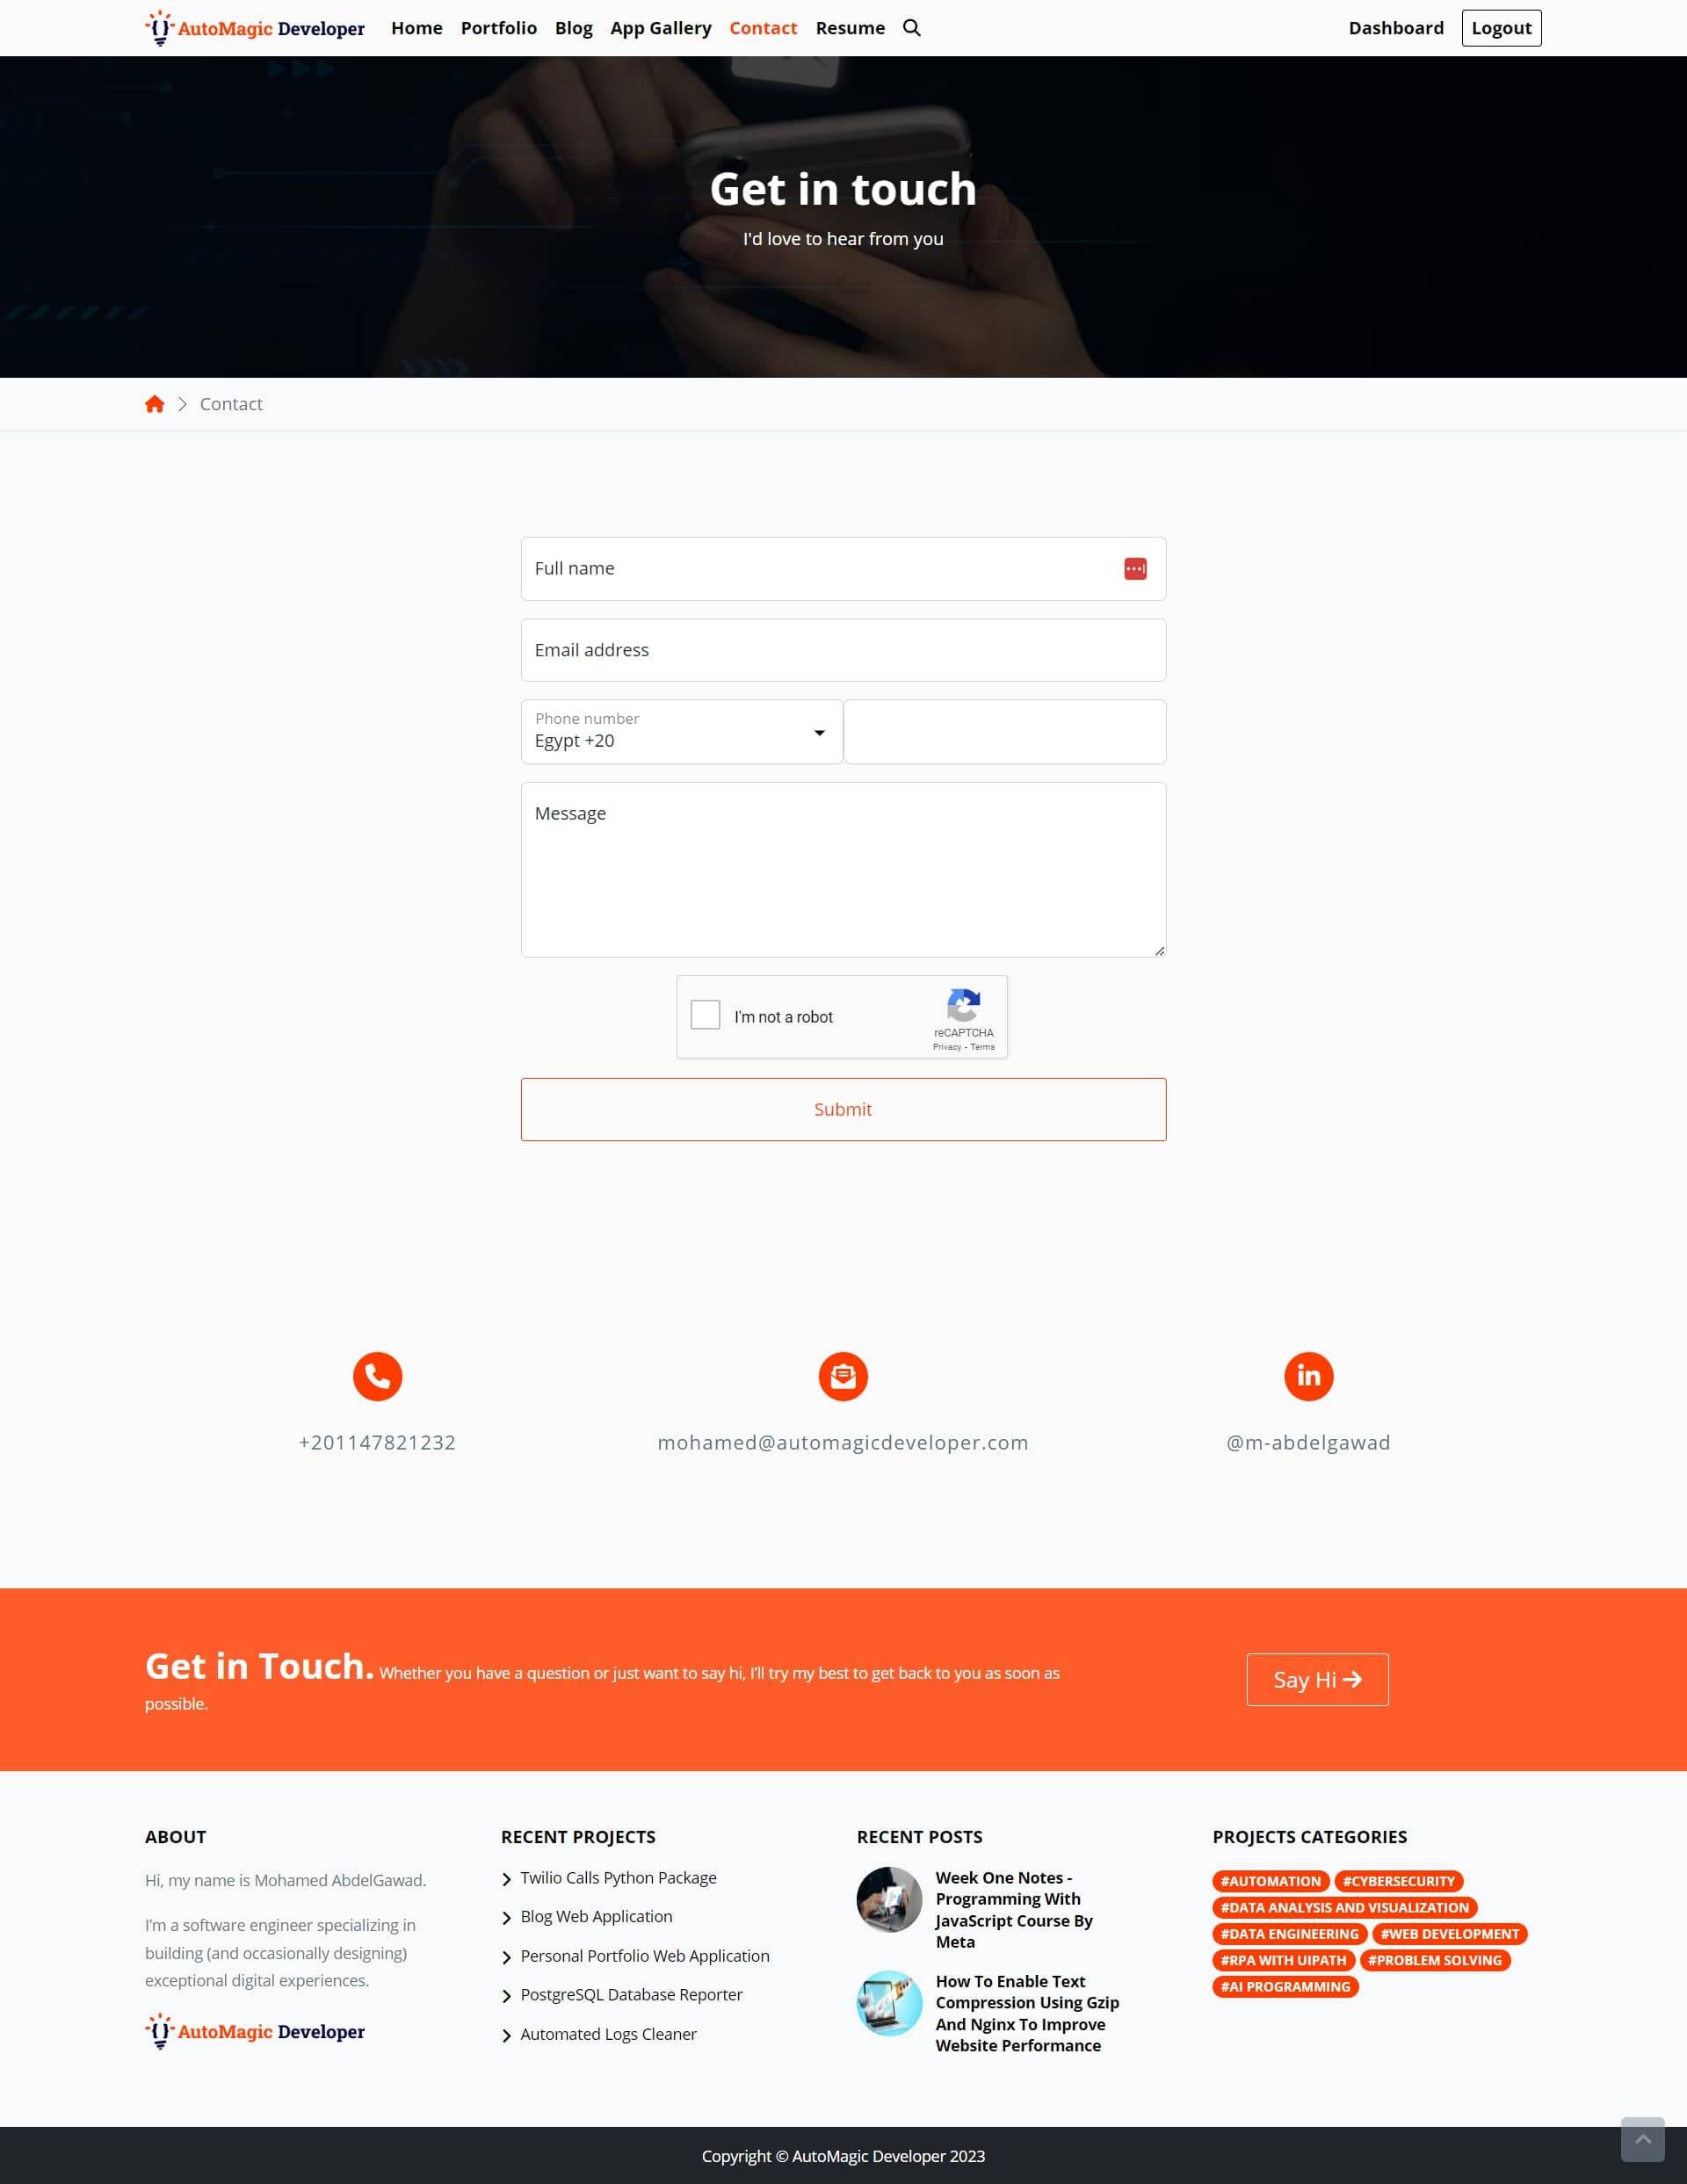 AutoMagic Developer Home Portfolio Blog App Gallery Contact Resume Dashboard Logout
Get in touch
I'd love to hear from you
Contact
Full name
Email address
Phone number
Egypt +20
Message
I'm not a robot
reCAPTCHA
Privacy - Terms
Submit
+201147821232
mohamed@automagicdeveloper.com
@m-abdelgawad
Get in Touch. Whether you have a question or just want to say hi, I'll try my best to get back to you as soon as
possible.
Say Hi
ABOUT
Hi, my name is Mohamed AbdelGawad.
I'm a software engineer specializing in
building (and occasionally designing)
exceptional digital experiences.
AutoMagic Developer
RECENT PROJECTS
Twilio Calls Python Package
Blog Web Application
Personal Portfolio Web Application
PostgreSQL Database Reporter
Automated Logs Cleaner
RECENT POSTS
Week One Notes -
Programming With
JavaScript Course By
Meta
How To Enable Text
Compression Using Gzip
And Nginx To Improve
Website Performance
PROJECTS CATEGORIES
#AUTOMATION #CYBERSECURITY
#DATA ANALYSIS AND VISUALIZATION
#DATA ENGINEERING #WEB DEVELOPMENT
#RPA WITH UIPATH #PROBLEM SOLVING
#AI PROGRAMMING
Copyright © AutoMagic Developer 2023